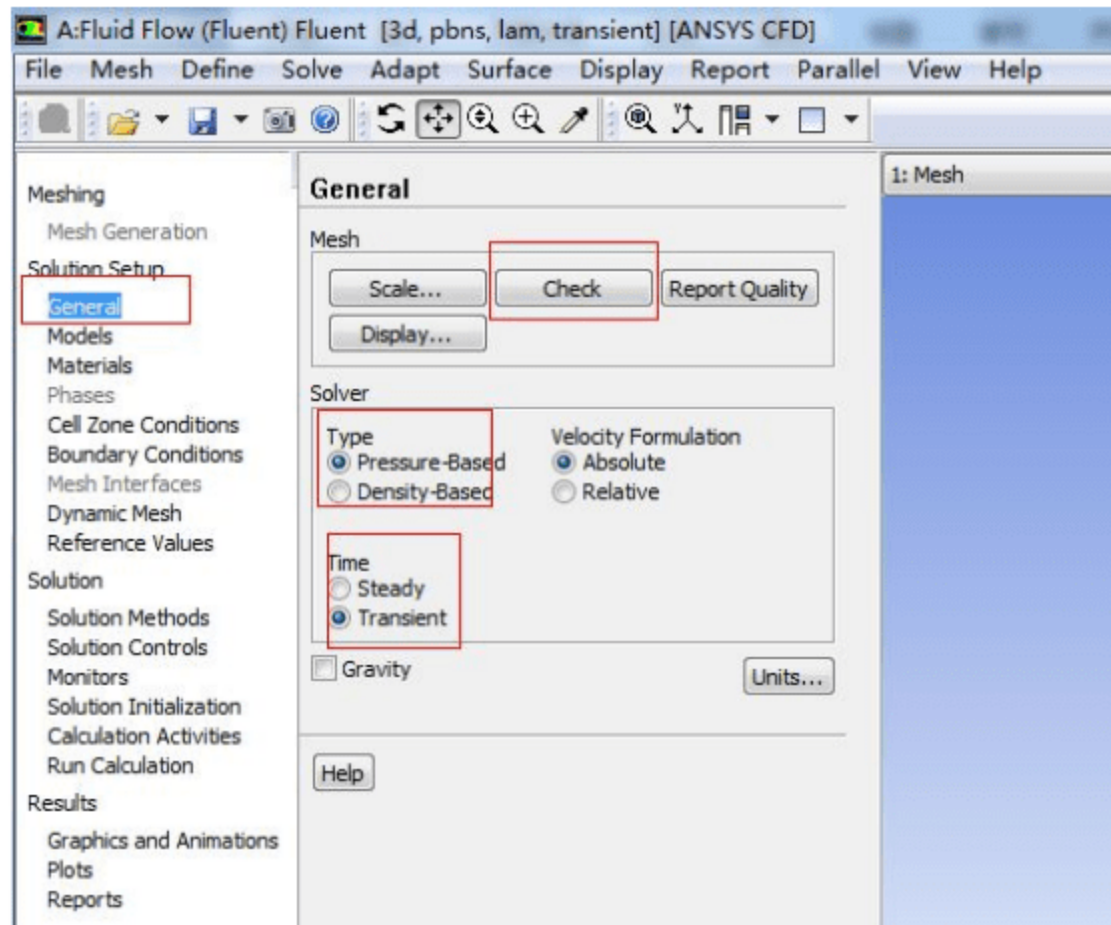 A:Fluid Flow (Fluent) Fluent [3d, pbns, lam, transient] [ANSYS CFD]
File Mesh Define Solve Adapt Surface Display Report Parallel View Help
1: Mesh
Meshing
Mesh Generation
Solution Setup
General
Models
Materials
Phases
Cell Zone Conditions
Boundary Conditions
Mesh Interfaces
Dynamic Mesh
Reference Values
Solution
Solution Methods
Solution Controls
Monitors
Solution Initialization
Calculation Activities
Run Calculation
Results
Graphics and Animations
Plots
Reports
General
Mesh
Scale... Check Report Quality
Display...
Solver
Type Velocity Formulation
Pressure-Based Absolute
Density-Based Relative
Time
Steady
Transient
Gravity Units...
Help